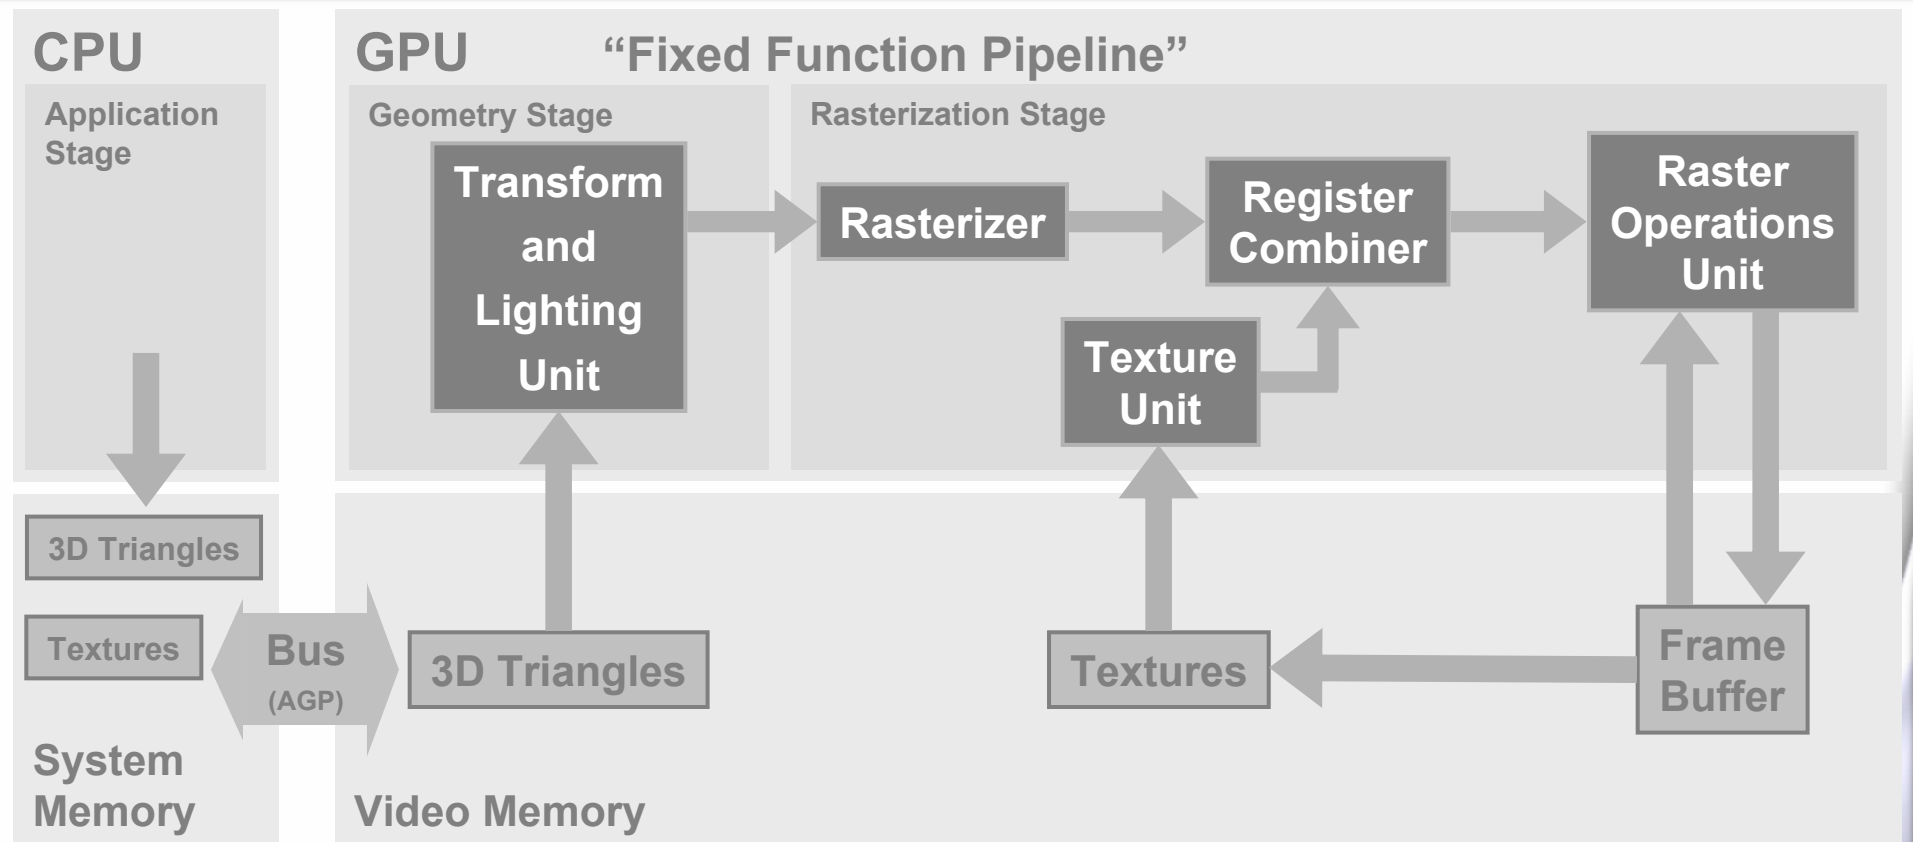 CPU
Application
Stage
GPU
“Fixed Function Pipeline”
Geometry Stage
Transform
and
Lighting
Unit
Rasterization Stage
Rasterizer
Register
Combiner
Raster
Operations
Unit
Texture
Unit
3D Triangles
Textures
Bus
(AGP)
System
Memory
3D Triangles
Textures
Frame
Buffer
Video Memory